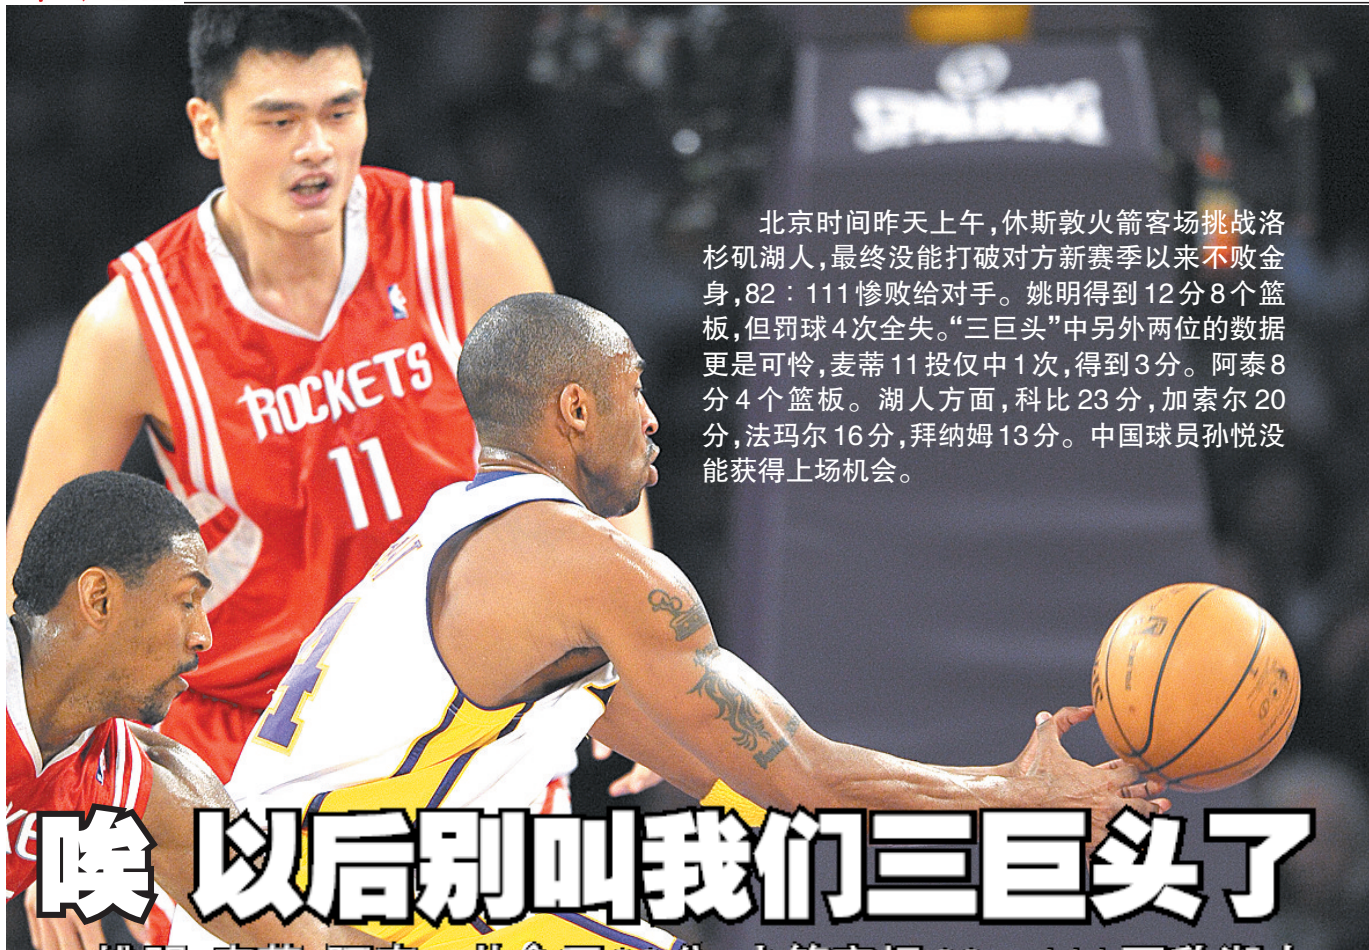 SPALDING
北京时间昨天上午，休斯敦火箭客场挑战洛
杉矶湖人，最终没能打破对方新赛季以来不败金
身，82：111惨败给对手。姚明得到12分8个篮
板，但罚球4次全失。“三巨头”中另外两位的数据
更是可怜，麦蒂11投仅中1次，得到3分。阿泰8
分4个篮板。湖人方面，科比23分，加索尔20
分，法玛尔16分，拜纳姆13分。中国球员孙悦没
能获得上场机会。
ROCKETS
11
4
唉 以后别叫我们三巨头了